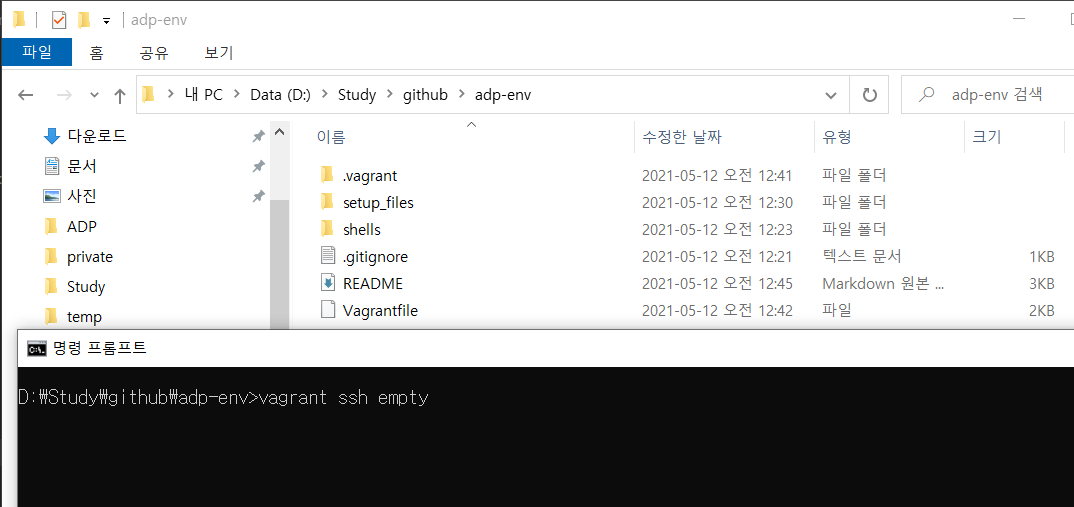 adp-env
파일 홈 공유 보기
내 PC Data (D:) Study github adp-env adp-env 검색
이름 수정한 날짜 유형 크기
다운로드
문서
사진
ADP
private
Study
temp
.vagrant 2021-05-12 오전 12:41 파일 폴더
setup_files 2021-05-12 오전 12:30 파일 폴더
shells 2021-05-12 오전 12:23 파일 폴더
.gitignore 2021-05-12 오전 12:21 텍스트 문서 1KB
README 2021-05-12 오전 12:45 Markdown 원본 ... 3KB
Vagrantfile 2021-05-12 오전 12:42 파일 2KB
C:\. 명령 프롬프트
D:₩Study₩github₩adp-env>vagrant ssh empty